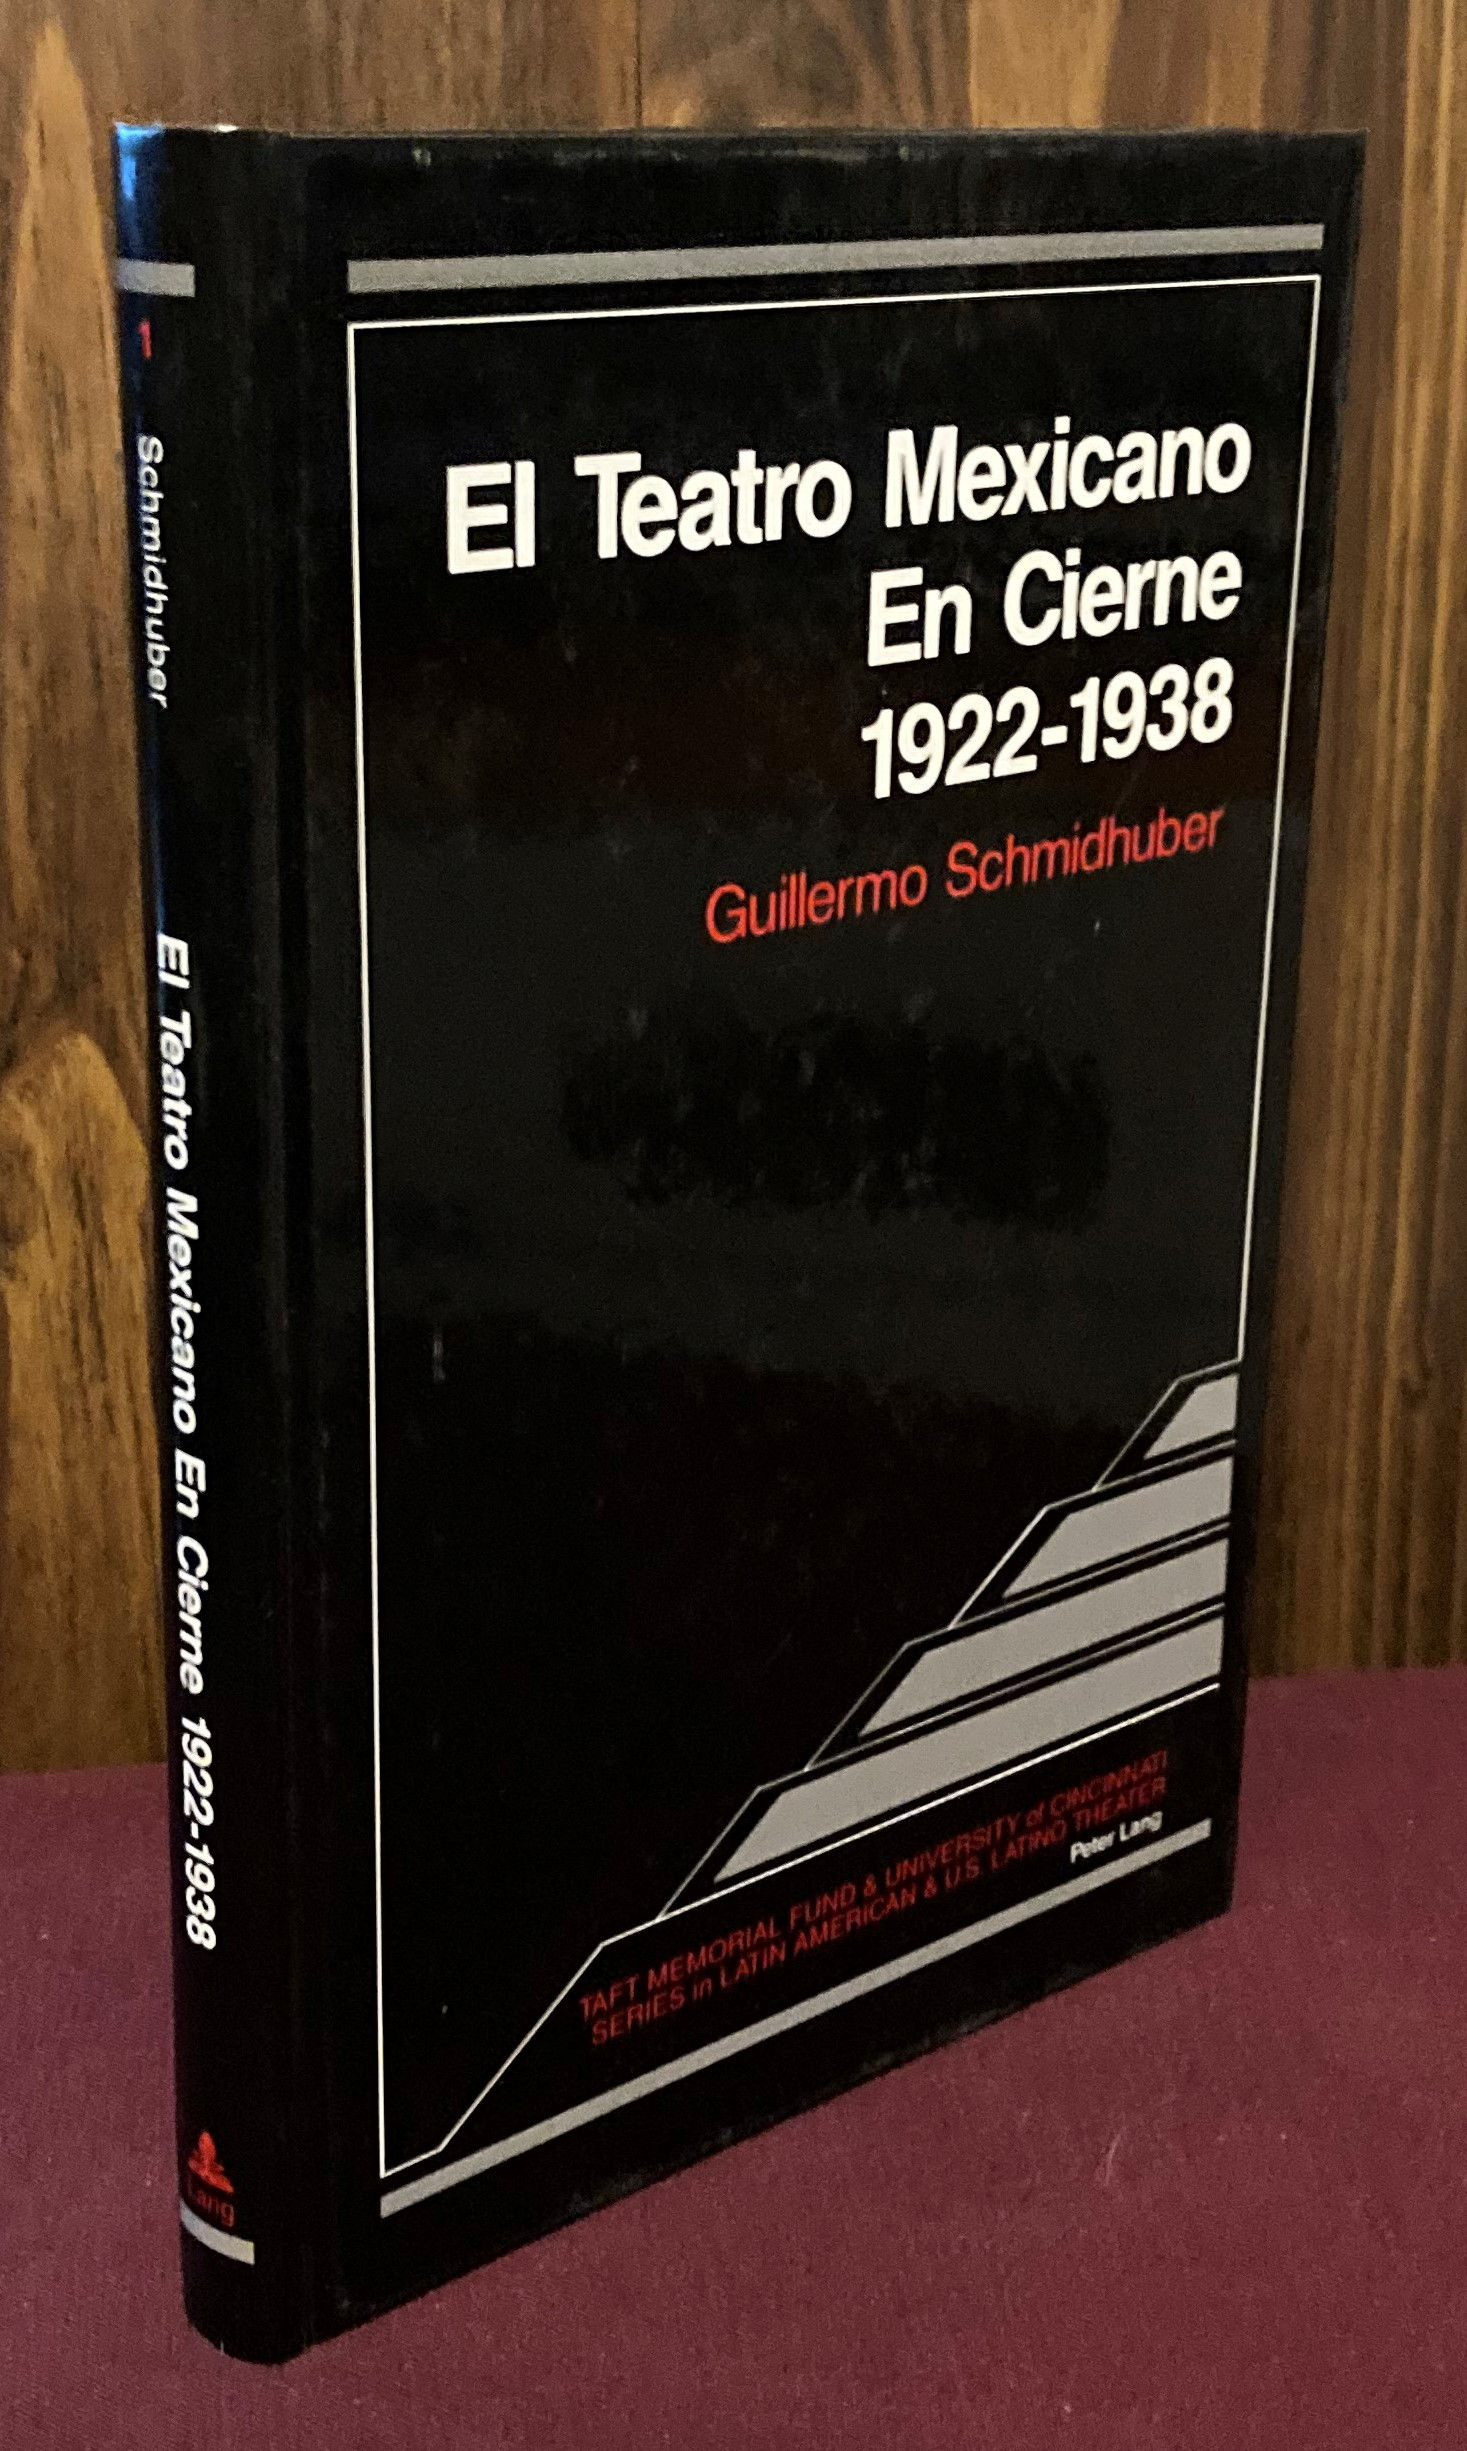 1
Schmidhuber
El Teatro Mexicano En Cierne 1922-1938
Lang
El Teatro Mexicano
En Cierne
1922-1938
Guillermo Schmidhuber
TAFT MEMORIAL FUND & UNIVERSITY of CINCINNATI
SERIES in LATIN AMERICAN & U.S. LATINO THEATER
Peter Lang